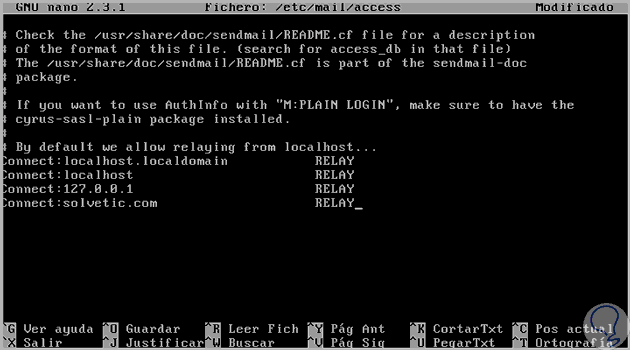 GNU nano 2.3.1 Fichero: /etc/mail/access Modificado
# Check the /usr/share/doc/sendmail/README.cf file for a description
# of the format of this file. (search for access_db in that file)
# The /usr/share/doc/sendmail/README.cf is part of the sendmail-doc
# package.
#
# If you want to use AuthInfo with "M:PLAIN LOGIN", make sure to have the
# cyrus-sasl-plain package installed.
#
# By default we allow relaying from localhost...
Connect:localhost.localdomain RELAY
Connect:localhost RELAY
Connect:127.0.0.1 RELAY
Connect:solvetic.com RELAY_
^G Ver ayuda ^O Guardar ^R Leer Fich ^Y Pág Ant ^K CortarTxt ^C Pos actual
^X Salir ^J Justificar ^W Buscar ^V Pág Sig ^U PegarTxt ^T Ortografía